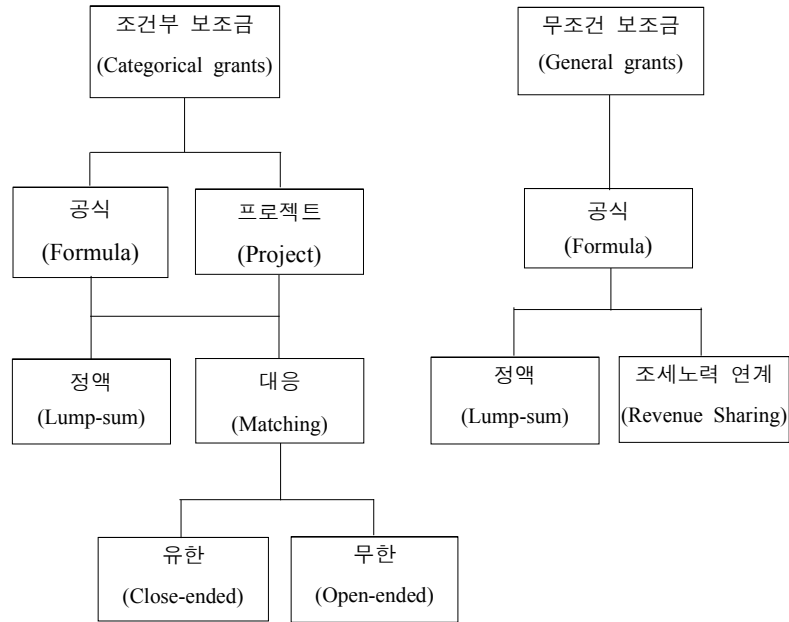 조건부 보조금
(Categorical grants)
무조건 보조금
(General grants)
공식
(Formula)
프로젝트
(Project)
공식
(Formula)
정액
(Lump-sum)
대응
(Matching)
정액
(Lump-sum)
조세노력 연계
(Revenue Sharing)
유한
(Close-ended)
무한
(Open-ended)